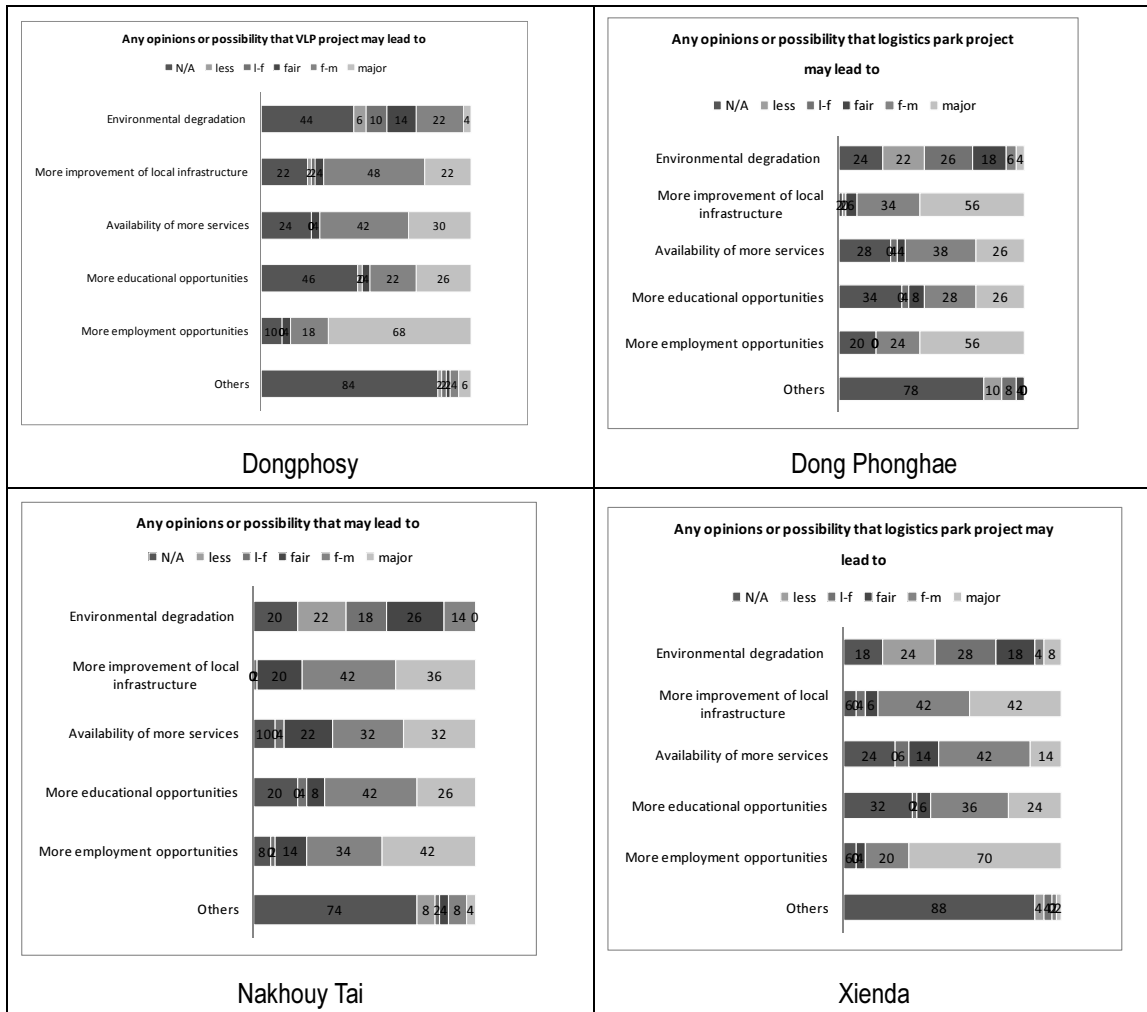 Any opinions or possibility that VLP project may lead to
N/A less l-f fair f-m major
Environmental degradation 44 6 10 14 22 4
More improvement of local infrastructure 22 2 2 4 48 22
Availability of more services 24 0 4 42 30
More educational opportunities 46 2 0 4 22 26
More employment opportunities 10 0 4 18 68
Others 84 2 2 2 4 6
Dongphosy
Any opinions or possibility that logistics park project
may lead to
N/A less l-f fair f-m major
Environmental degradation 24 22 26 18 6 4
More improvement of local
infrastructure 2 2 0 6 34 56
Availability of more services 28 0 4 4 38 26
More educational opportunities 34 0 4 8 28 26
More employment opportunities 20 0 24 56
Others 78 10 8 4 0
Dong Phonghae
Any opinions or possibility that may lead to
N/A less l-f fair f-m major
Environmental degradation 20 22 18 26 14 0
More improvement of local
infrastructure 0 2 20 42 36
Availability of more services 10 0 4 22 32 32
More educational opportunities 20 0 4 8 42 26
More employment opportunities 8 0 2 14 34 42
Others 74 8 2 4 8 4
Nakhouy Tai
Any opinions or possibility that logistics park project may
lead to
N/A less l-f fair f-m major
Environmental degradation 18 24 28 18 4 8
More improvement of local
infrastructure 6 0 4 6 42 42
Availability of more services 24 0 6 14 42 14
More educational opportunities 32 0 2 6 36 24
More employment opportunities 6 0 4 20 70
Others 88 4 4 0 2 2
Xienda